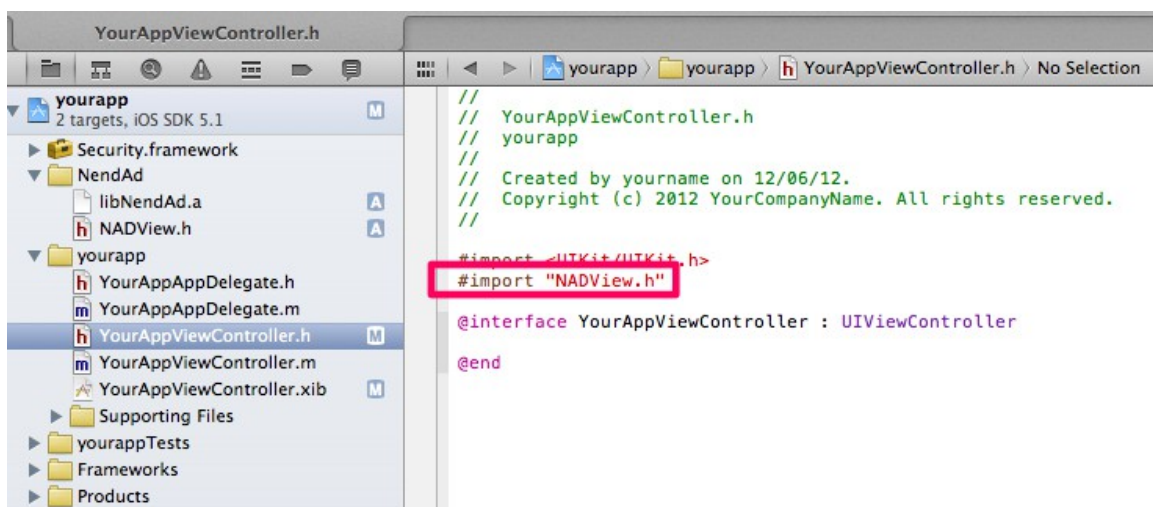 YourAppViewController.h
yourapp
yourapp
h YourAppViewController.h
No Selection
yourapp
M
2 targets, iOS SDK 5.1
Security.framework
NendAd
libNendAd.a
A
h NADView.h
A
yourapp
h YourAppAppDelegate.h
m YourAppAppDelegate.m
h YourAppViewController.h
M
m YourAppViewController.m
YourAppViewController.xib
M
Supporting Files
yourappTests
Frameworks
Products
//
// YourAppViewController.h
// yourapp
//
// Created by yourname on 12/06/12.
// Copyright (c) 2012 YourCompanyName. All rights reserved.
//
#import <UIKit/UIKit.h>
#import "NADView.h"
@interface YourAppViewController : UIViewController
@end